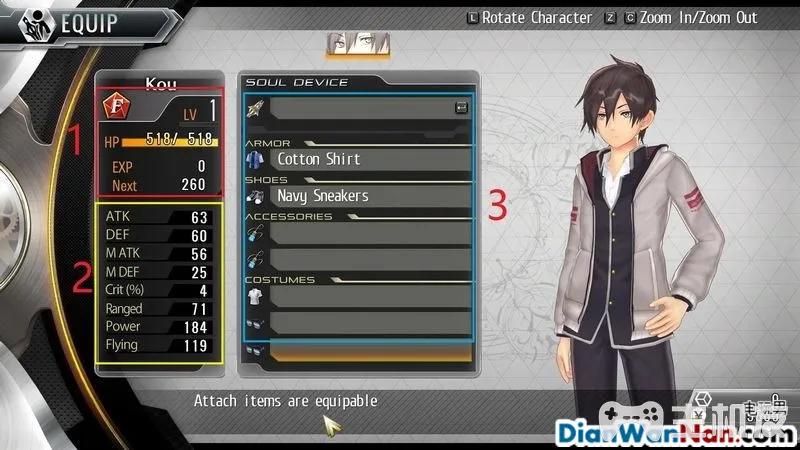 EQUIP
L Rotate Character Z C Zoom In/Zoom Out
Kou
F
LV 1
HP 518/ 518
EXP 0
Next 260
1
ATK 63
DEF 60
M ATK 56
M DEF 25
Crit (%) 4
Ranged 71
Power 184
Flying 119
2
SOUL DEVICE
ARMOR
Cotton Shirt
SHOES
Navy Sneakers
ACCESSORIES
COSTUMES
3
Attach items are equipable
DianWanNan.com